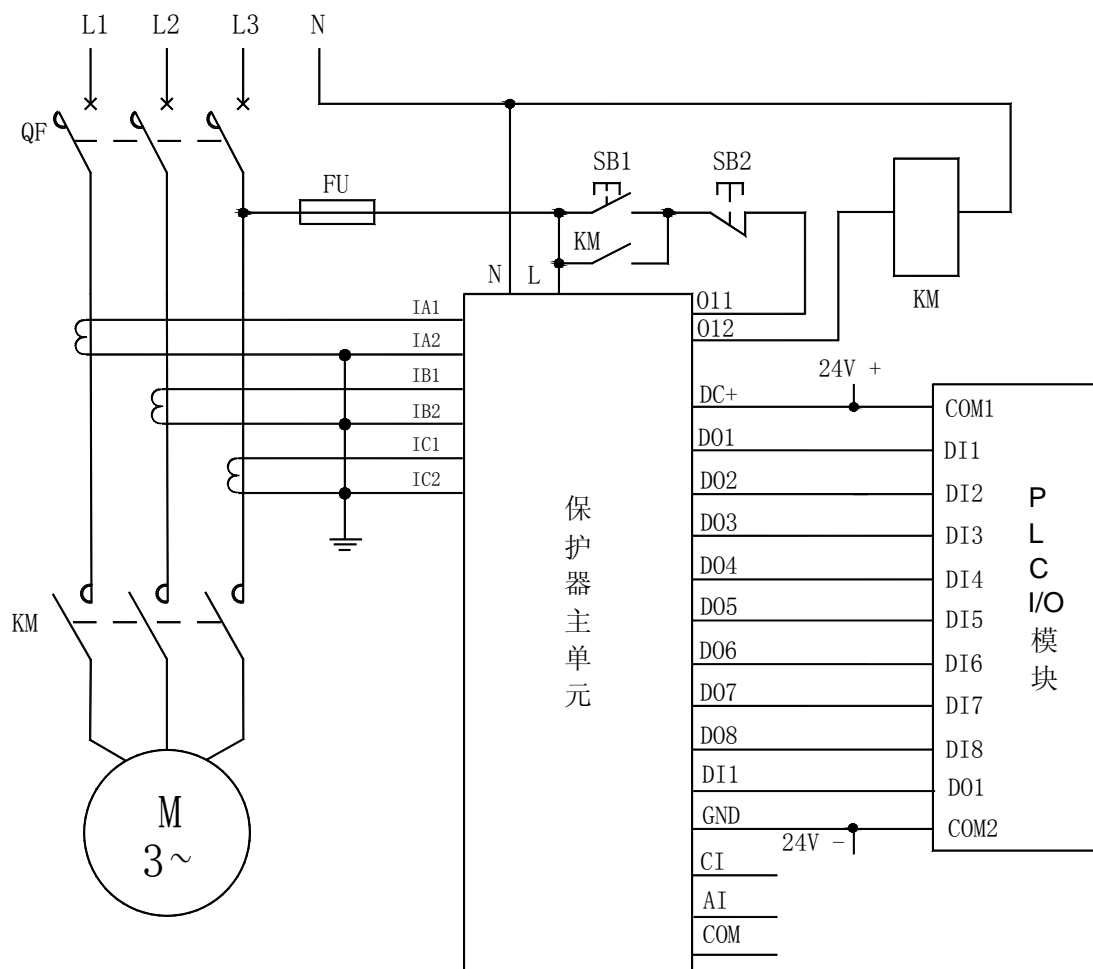 L1 L2 L3 N
QF
FU
SB1 SB2
KM
N L
KM
IA1
IA2
IB1
IB2
IC1
IC2
O11
O12
24V +
DC+
DO1
DO2
DO3
DO4
DO5
DO6
DO7
DO8
DI1
GND
24V -
CI
AI
COM
COM1
DI1
DI2
DI3
DI4
DI5
DI6
DI7
DI8
DO1
COM2
保
护
器
主
单
元
P
L
C
I/O
模
块
KM
M
3~